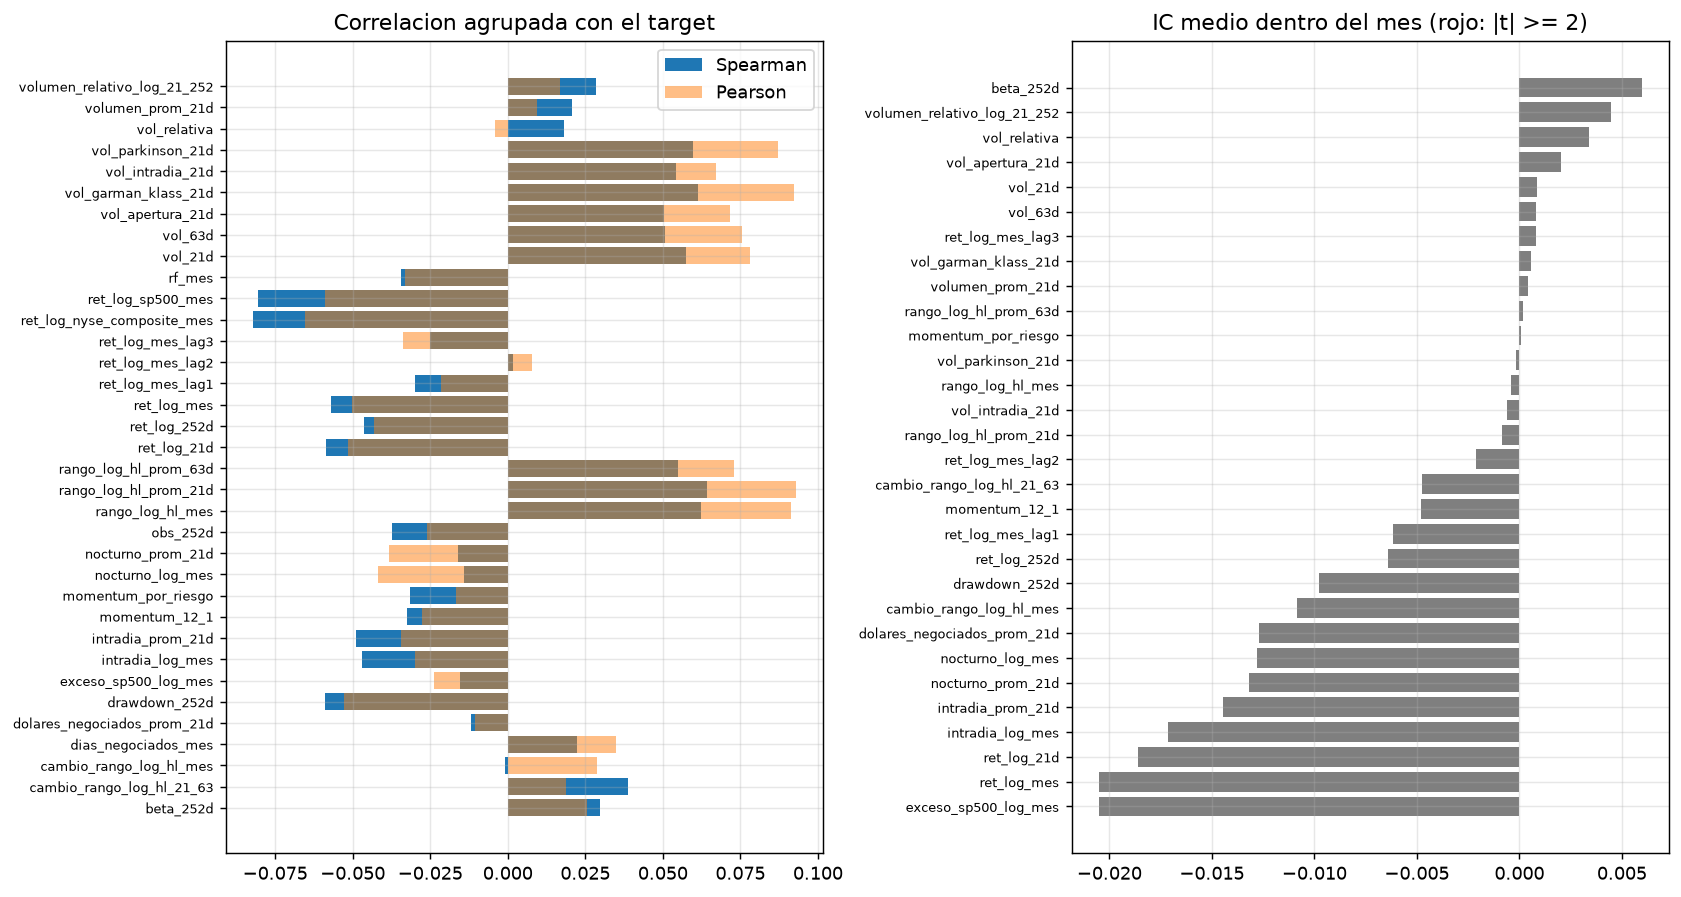 Correlacion agrupada con el target
Spearman
Pearson
volumen_relativo_log_21_252
volumen_prom_21d
vol_relativa
vol_parkinson_21d
vol_intradia_21d
vol_garman_klass_21d
vol_apertura_21d
vol_63d
vol_21d
rf_mes
ret_log_sp500_mes
ret_log_nyse_composite_mes
ret_log_mes_lag3
ret_log_mes_lag2
ret_log_mes_lag1
ret_log_mes
ret_log_252d
ret_log_21d
rango_log_hl_prom_63d
rango_log_hl_prom_21d
rango_log_hl_mes
obs_252d
nocturno_prom_21d
nocturno_log_mes
momentum_por_riesgo
momentum_12_1
intradia_prom_21d
intradia_log_mes
exceso_sp500_log_mes
drawdown_252d
dolares_negociados_prom_21d
dias_negociados_mes
cambio_rango_log_hl_mes
cambio_rango_log_hl_21_63
beta_252d
−0.075 −0.050 −0.025 0.000 0.025 0.050 0.075 0.100
IC medio dentro del mes (rojo: |t| >= 2)
beta_252d
volumen_relativo_log_21_252
vol_relativa
vol_apertura_21d
vol_21d
vol_63d
ret_log_mes_lag3
vol_garman_klass_21d
volumen_prom_21d
rango_log_hl_prom_63d
momentum_por_riesgo
vol_parkinson_21d
rango_log_hl_mes
vol_intradia_21d
rango_log_hl_prom_21d
ret_log_mes_lag2
cambio_rango_log_hl_21_63
momentum_12_1
ret_log_mes_lag1
ret_log_252d
drawdown_252d
cambio_rango_log_hl_mes
dolares_negociados_prom_21d
nocturno_log_mes
nocturno_prom_21d
intradia_prom_21d
intradia_log_mes
ret_log_21d
ret_log_mes
exceso_sp500_log_mes
−0.020 −0.015 −0.010 −0.005 0.000 0.005